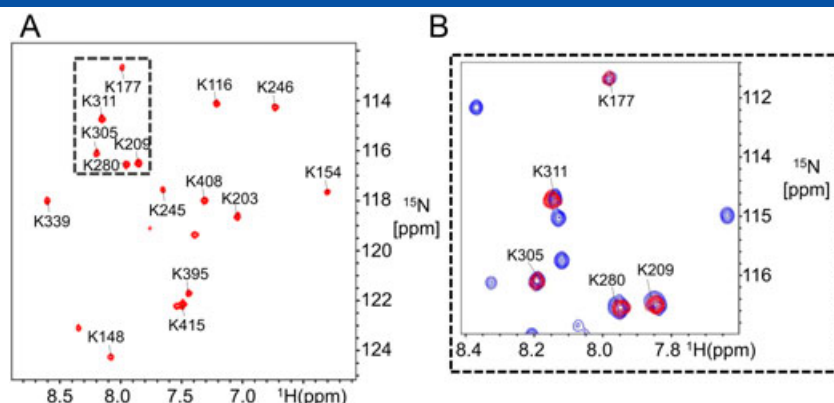 A
K177
K116
K246
K311
K305
K209
K280
K154
K408
K245
K203
K339
K395
K415
K148
114
116
118
15N
[ppm]
120
122
124
8.5
8.0
7.5
7.0
1H(ppm)
B
K177
K311
K305
K280
K209
112
114
15N
[ppm]
115
116
8.4
8.2
8.0
7.8
1H(ppm)